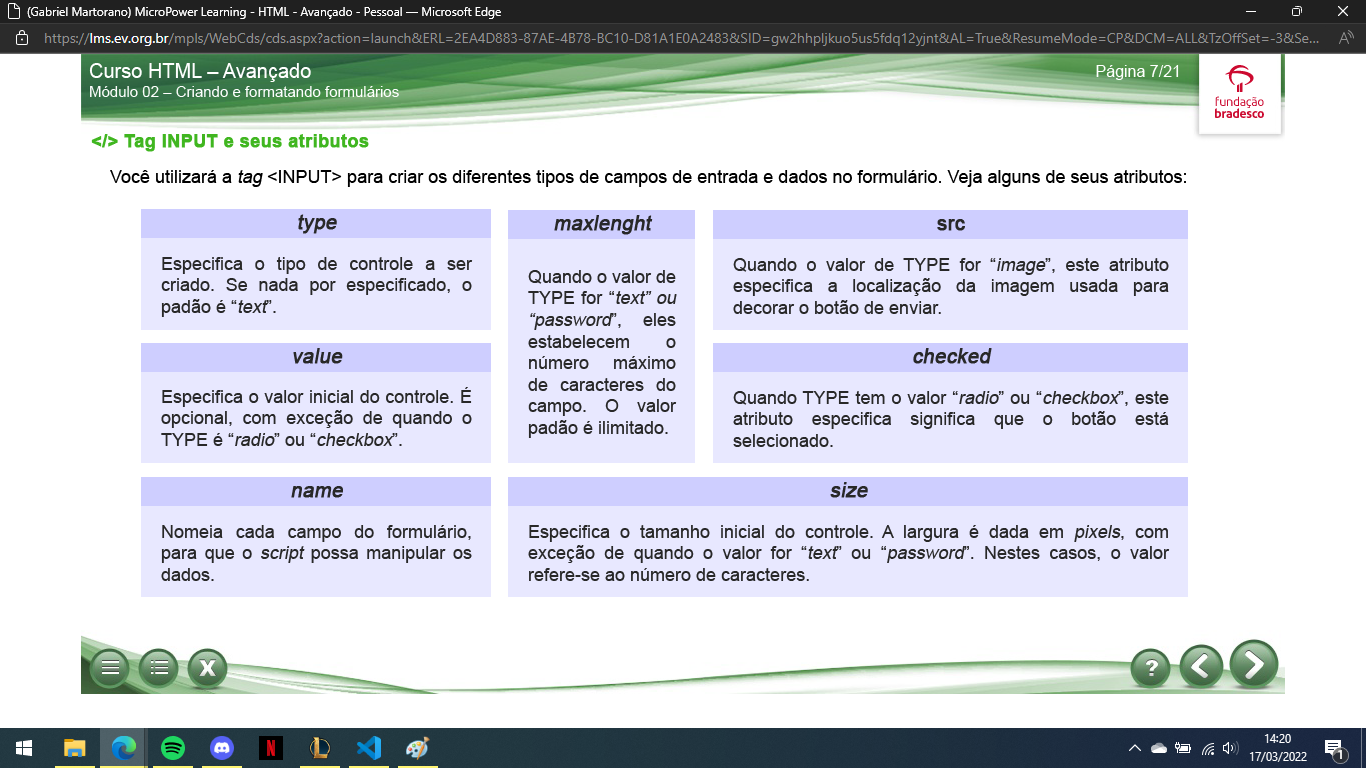 (Gabriel Martorano) MicroPower Learning - HTML - Avançado - Pessoal — Microsoft Edge
https://lms.ev.org.br/mpls/WebCds/cds.aspx?action=launch&ERL=2EA4D883-87AE-4B78-BC10-D81A1E0A2483&SID=gw2hhpljkuo5us5fdq12yjnt&AL=True&ResumeMode=CP&DCM=ALL&TzOffSet=-3&Se...
Curso HTML – Avançado
Módulo 02 – Criando e formatando formulários
Página 7/21
fundação
bradesco
</> Tag INPUT e seus atributos
Você utilizará a tag <INPUT> para criar os diferentes tipos de campos de entrada e dados no formulário. Veja alguns de seus atributos:
type
Especifica o tipo de controle a ser
criado. Se nada por especificado, o
padão é “text”.
value
Especifica o valor inicial do controle. É
opcional, com exceção de quando o
TYPE é “radio” ou “checkbox”.
name
Nomeia cada campo do formulário,
para que o script possa manipular os
dados.
maxlenght
Quando o valor de
TYPE for “text” ou
“password”, eles
estabelecem o
número máximo
de caracteres do
campo. O valor
padão é ilimitado.
src
Quando o valor de TYPE for “image”, este atributo
especifica a localização da imagem usada para
decorar o botão de enviar.
checked
Quando TYPE tem o valor “radio” ou “checkbox”, este
atributo especifica significa que o botão está
selecionado.
size
Especifica o tamanho inicial do controle. A largura é dada em pixels, com
exceção de quando o valor for “text” ou “password”. Nestes casos, o valor
refere-se ao número de caracteres.
X
?
14:20
17/03/2022
1